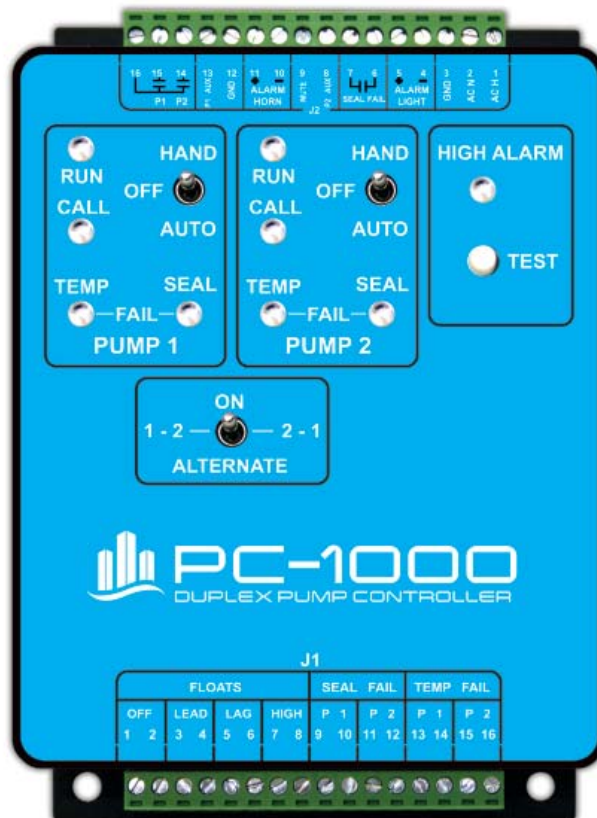 16 15 14 13 12 11 10 9 8 7 6 5 4 3 2 1
P1 P2 P1 AUX GND ALARM HORN MUTE P2 AUX SEAL FAIL ALARM LIGHT GND AC N AC H
J2
RUN
HAND
OFF
CALL
AUTO
TEMP
SEAL
FAIL
PUMP 1
RUN
HAND
OFF
CALL
AUTO
TEMP
SEAL
FAIL
PUMP 2
HIGH ALARM
TEST
ON
1 - 2 2 - 1
ALTERNATE
PC-1000
DUPLEX PUMP CONTROLLER
J1
FLOATS SEAL FAIL TEMP FAIL
OFF LEAD LAG HIGH P 1 P 2 P 1 P 2
1 2 3 4 5 6 7 8 9 10 11 12 13 14 15 16